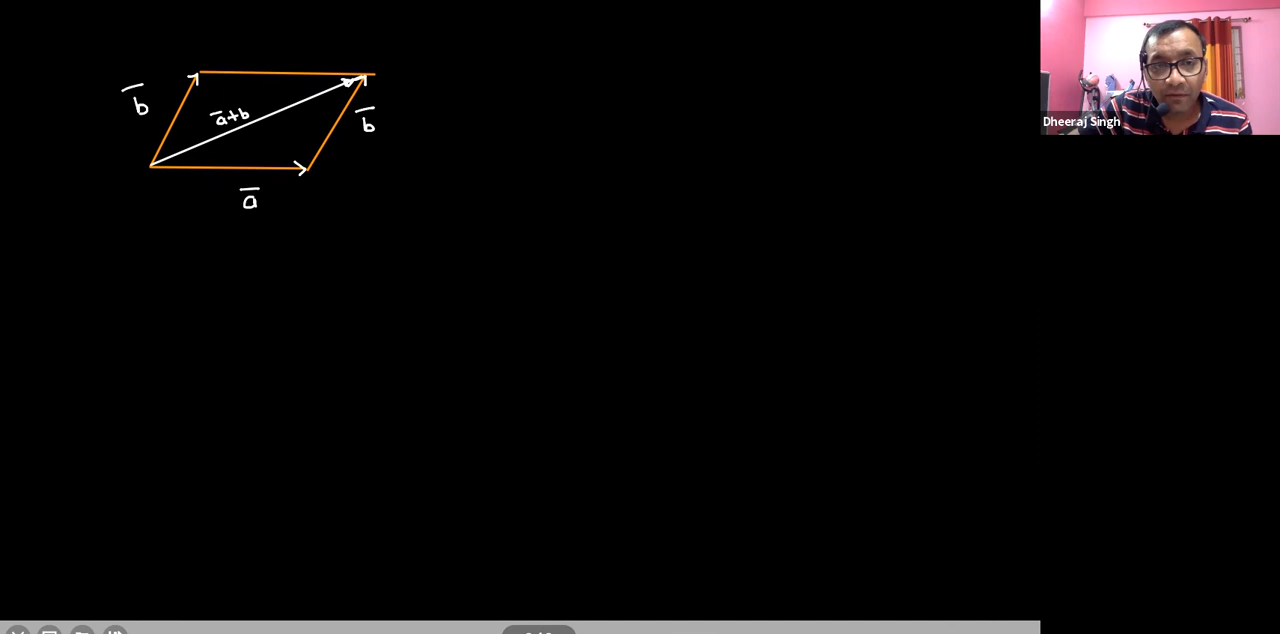 b̅
a̅+b
b̅
a̅
Dheeraj Singh